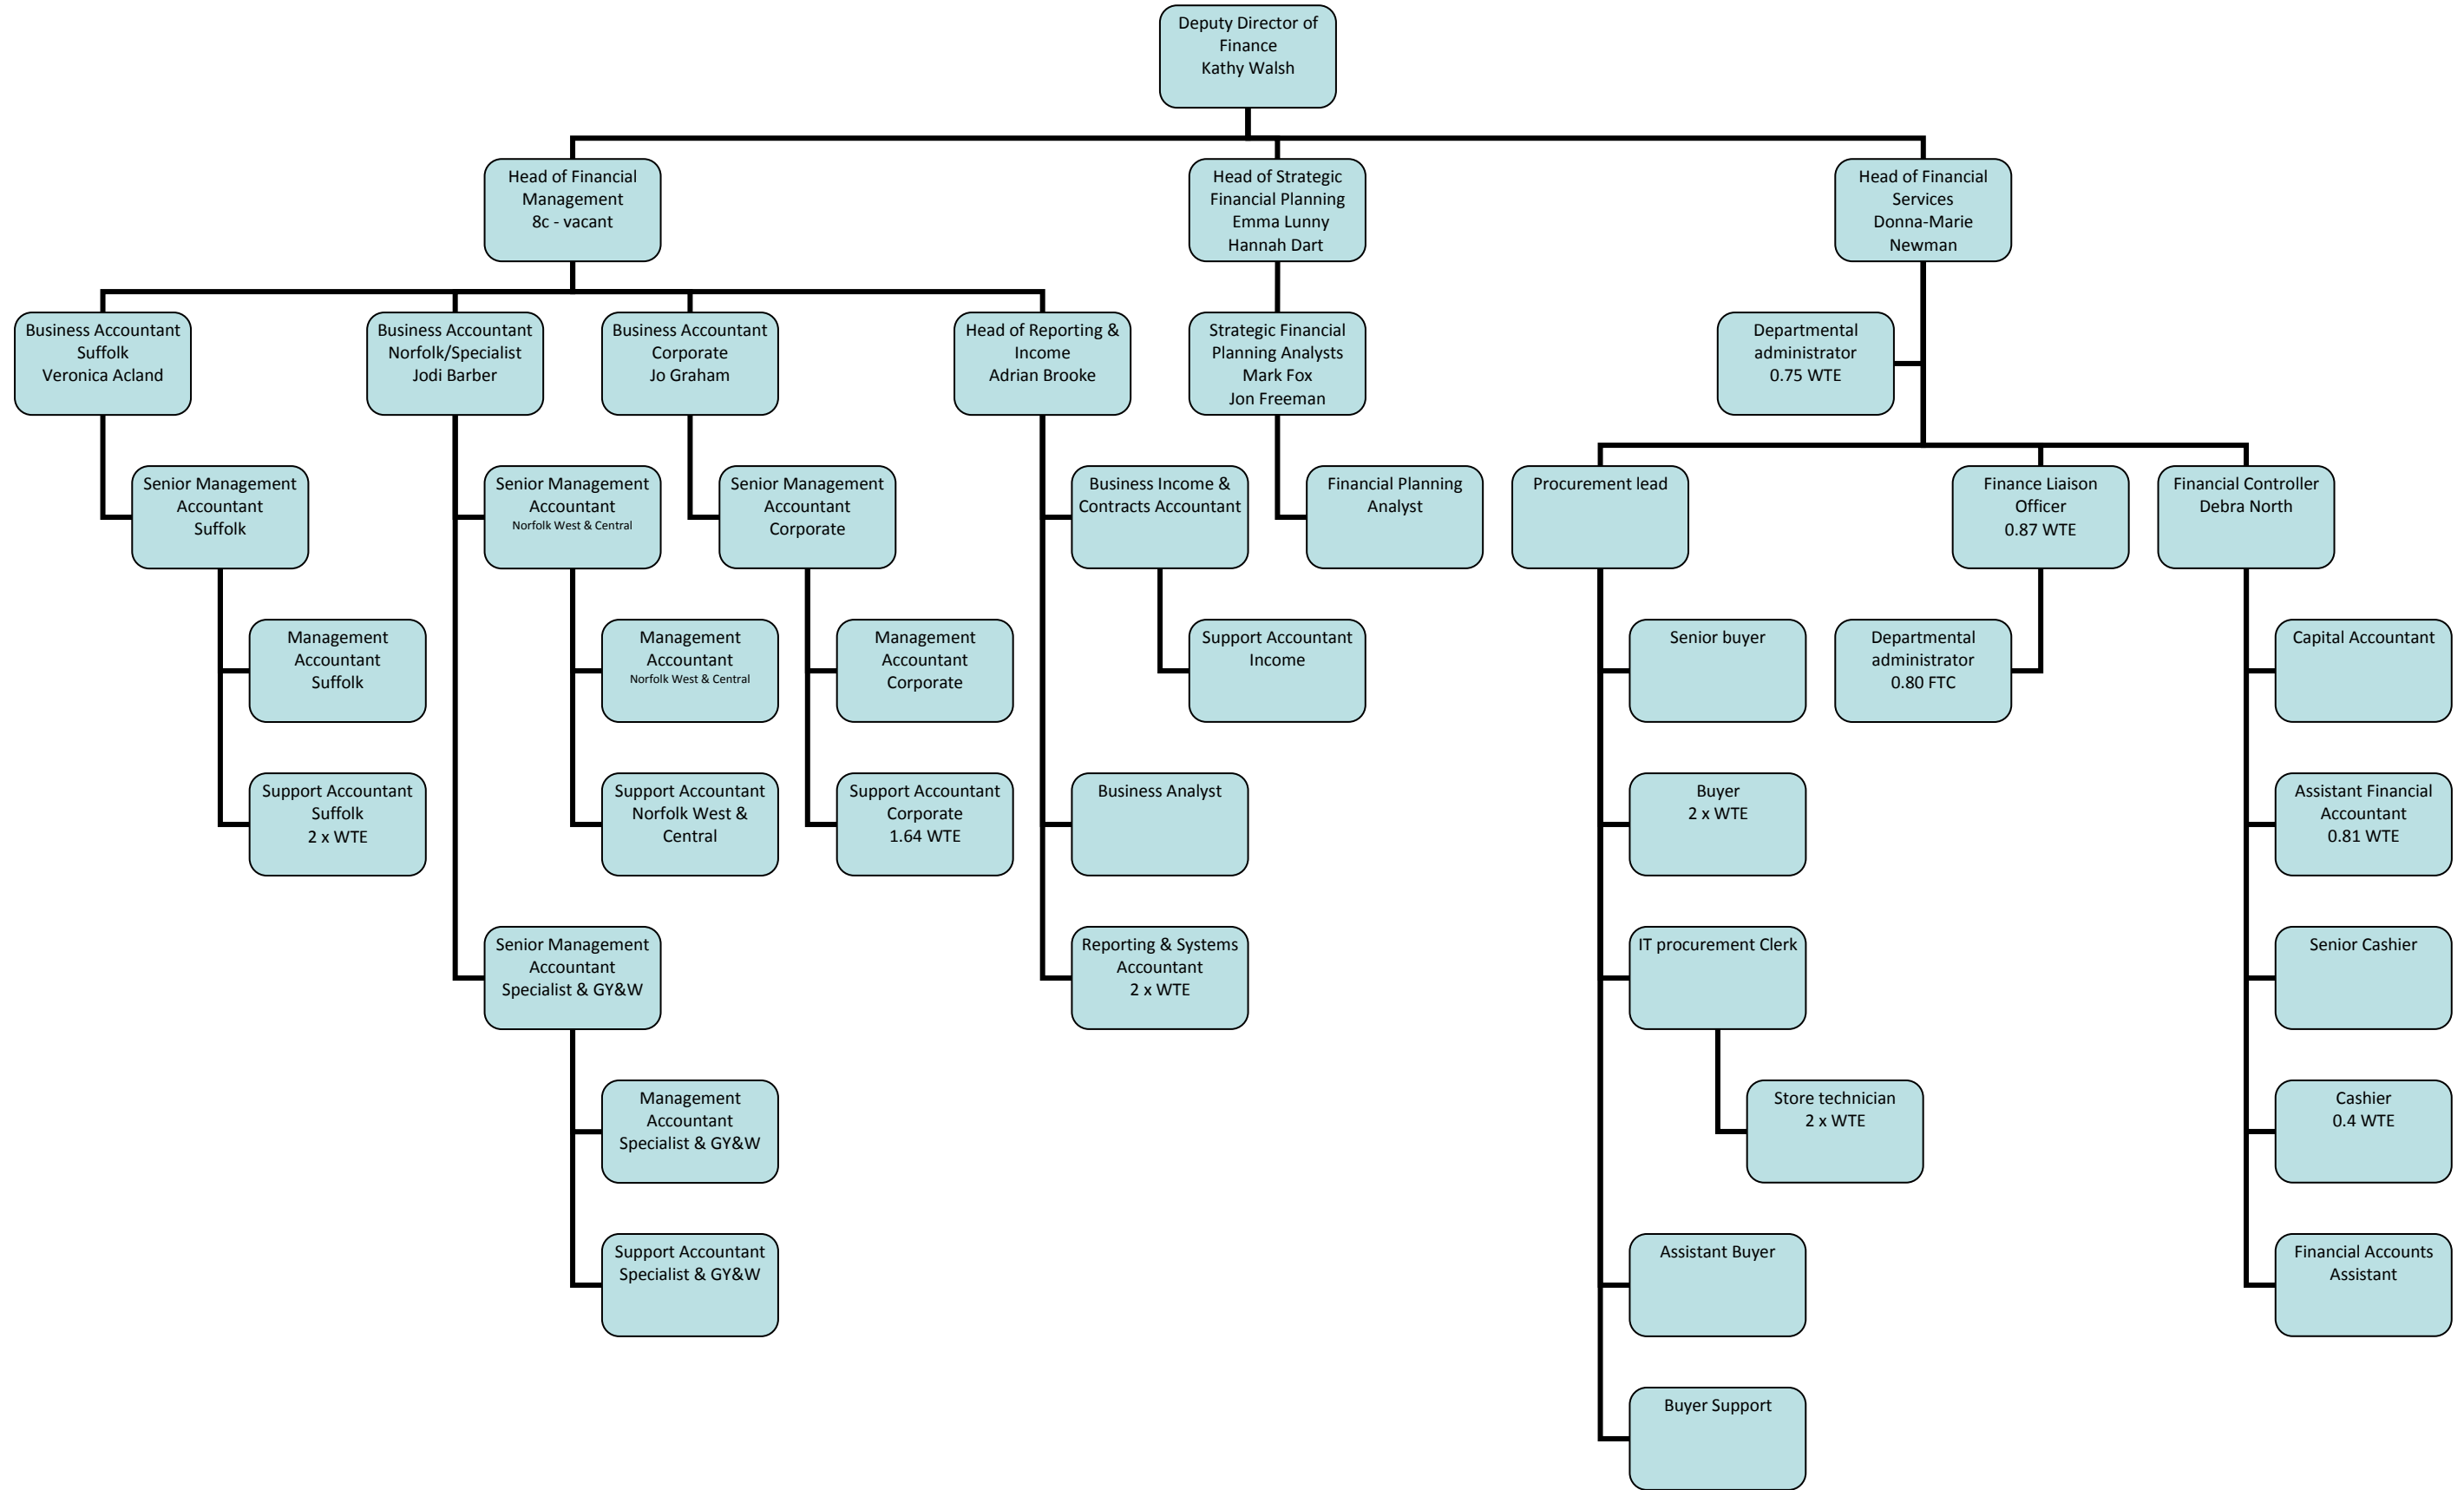 Deputy Director of
Finance
Kathy Walsh
Head of Financial
Management
8c - vacant
Head of Strategic
Financial Planning
Emma Lunny
Hannah Dart
Head of Financial
Services
Donna-Marie
Newman
Business Accountant
Suffolk
Veronica Acland
Business Accountant
Norfolk/Specialist
Jodi Barber
Business Accountant
Corporate
Jo Graham
Head of Reporting &
Income
Adrian Brooke
Strategic Financial
Planning Analysts
Mark Fox
Jon Freeman
Departmental
administrator
0.75 WTE
Senior Management
Accountant
Suffolk
Senior Management
Accountant
Norfolk West & Central
Senior Management
Accountant
Corporate
Business Income &
Contracts Accountant
Financial Planning
Analyst
Procurement lead
Finance Liaison
Officer
0.87 WTE
Financial Controller
Debra North
Management
Accountant
Suffolk
Management
Accountant
Norfolk West & Central
Management
Accountant
Corporate
Support Accountant
Income
Senior buyer
Departmental
administrator
0.80 FTC
Capital Accountant
Support Accountant
Suffolk
2 x WTE
Support Accountant
Norfolk West &
Central
Support Accountant
Corporate
1.64 WTE
Business Analyst
Buyer
2 x WTE
Assistant Financial
Accountant
0.81 WTE
Senior Management
Accountant
Specialist & GY&W
Reporting & Systems
Accountant
2 x WTE
IT procurement Clerk
Senior Cashier
Management
Accountant
Specialist & GY&W
Store technician
2 x WTE
Cashier
0.4 WTE
Support Accountant
Specialist & GY&W
Assistant Buyer
Financial Accounts
Assistant
Buyer Support